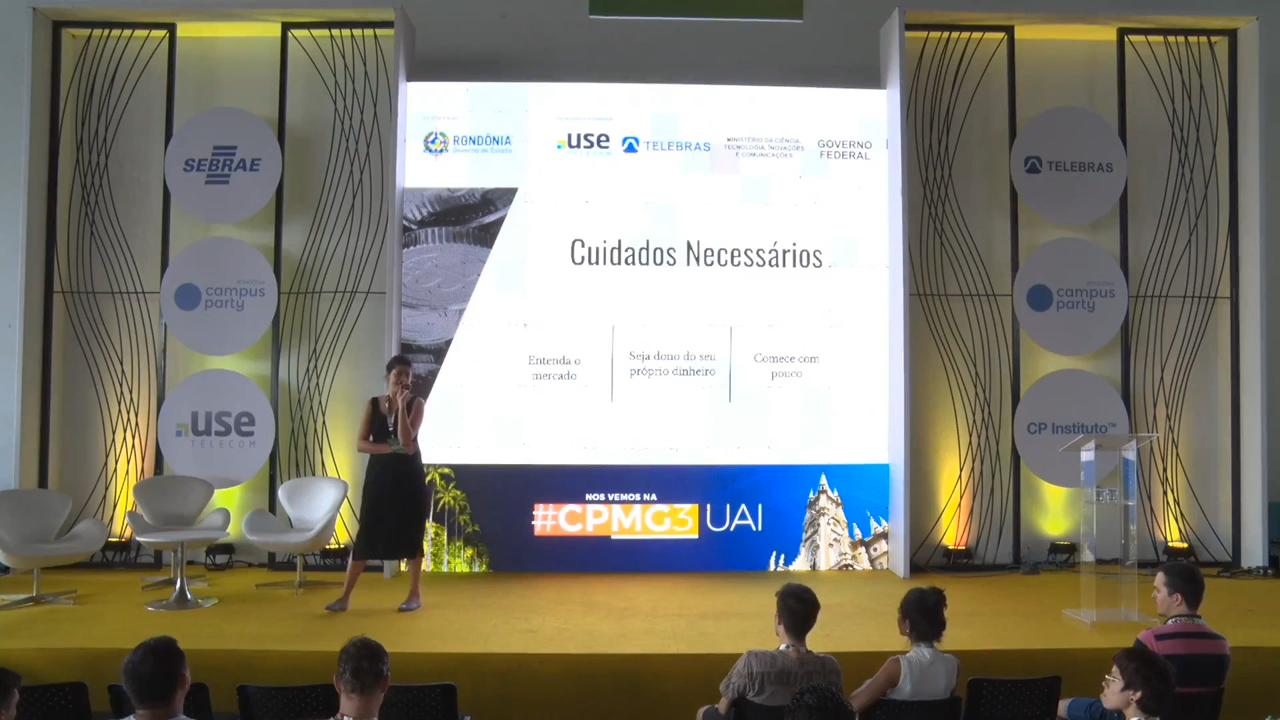 SEBRAE
campus
party
use
TELECOM
RONDÔNIA
Governo do Estado
use
TELEBRAS
MINISTÉRIO DA CIÊNCIA,
TECNOLOGIA, INOVAÇÕES
E COMUNICAÇÕES
GOVERNO
FEDERAL
Cuidados Necessários
Entenda o
mercado
Seja dono do seu
próprio dinheiro
Comece com
pouco
NOS VEMOS NA
#CPMG3 UAI
TELEBRAS
campus
party
CP Instituto™